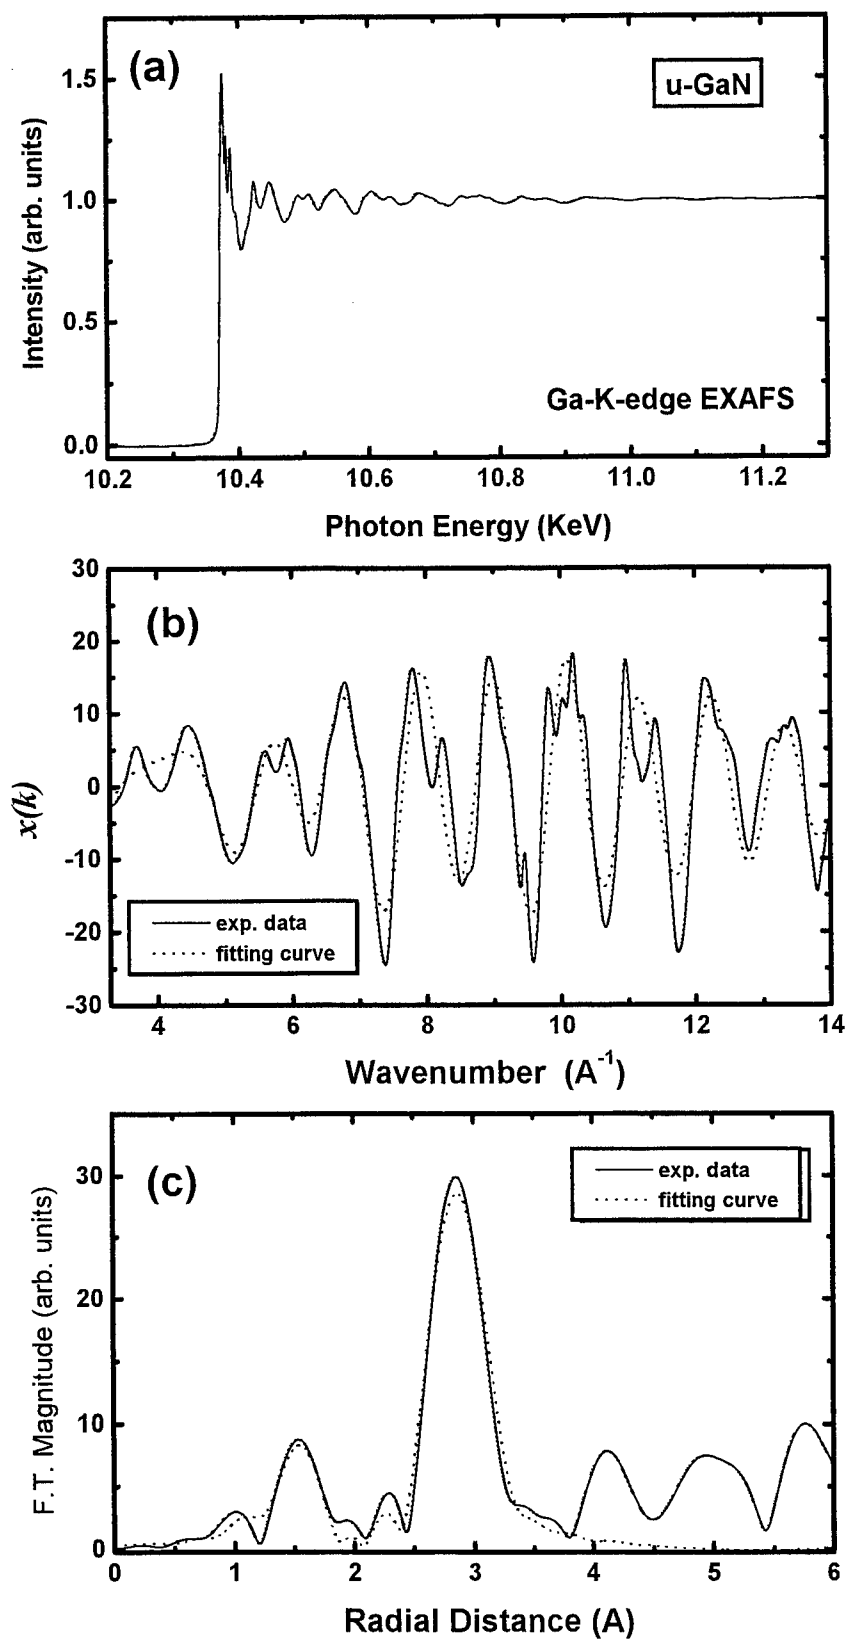 (a)
u-GaN
1.5
1.0
0.5
0.0
Intensity (arb. units)
Ga-K-edge EXAFS
10.2 10.4 10.6 10.8 11.0 11.2
Photon Energy (KeV)
30
20
10
0
-10
-20
-30
x(k)
(b)
exp. data
fitting curve
4 6 8 10 12 14
Wavenumber (A⁻¹)
(c)
exp. data
fitting curve
30
20
10
0
F.T. Magnitude (arb. units)
0 1 2 3 4 5 6
Radial Distance (A)